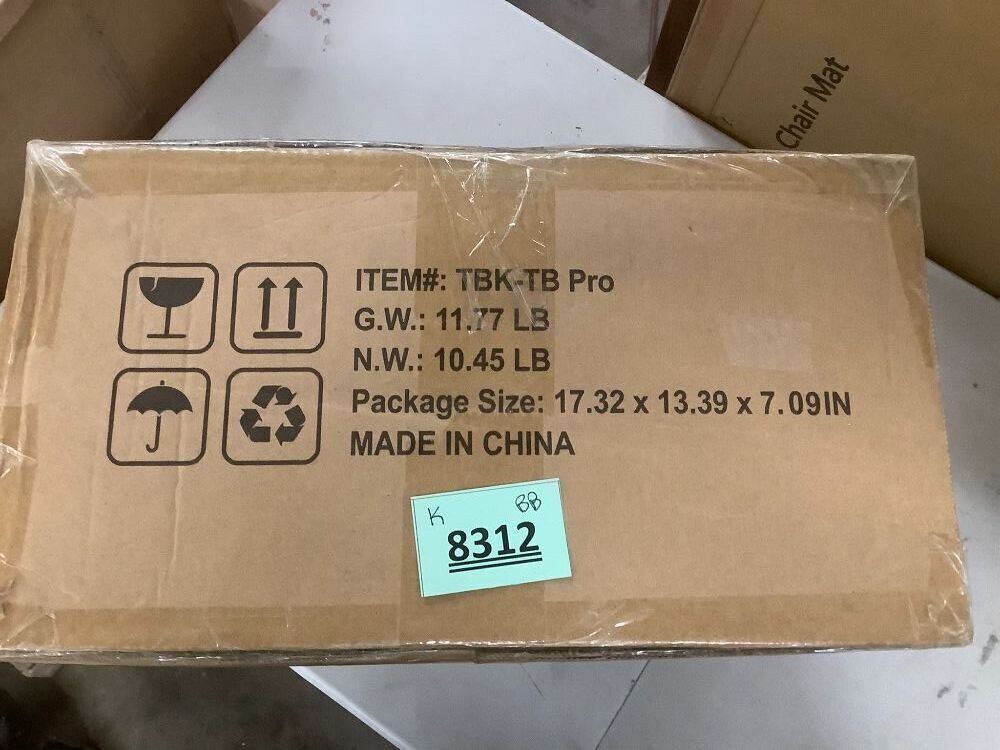 Chair Mat
ITEM#: TBK-TB Pro
G.W.: 11.77 LB
N.W.: 10.45 LB
Package Size: 17.32 x 13.39 x 7.09IN
MADE IN CHINA
K BB
8312